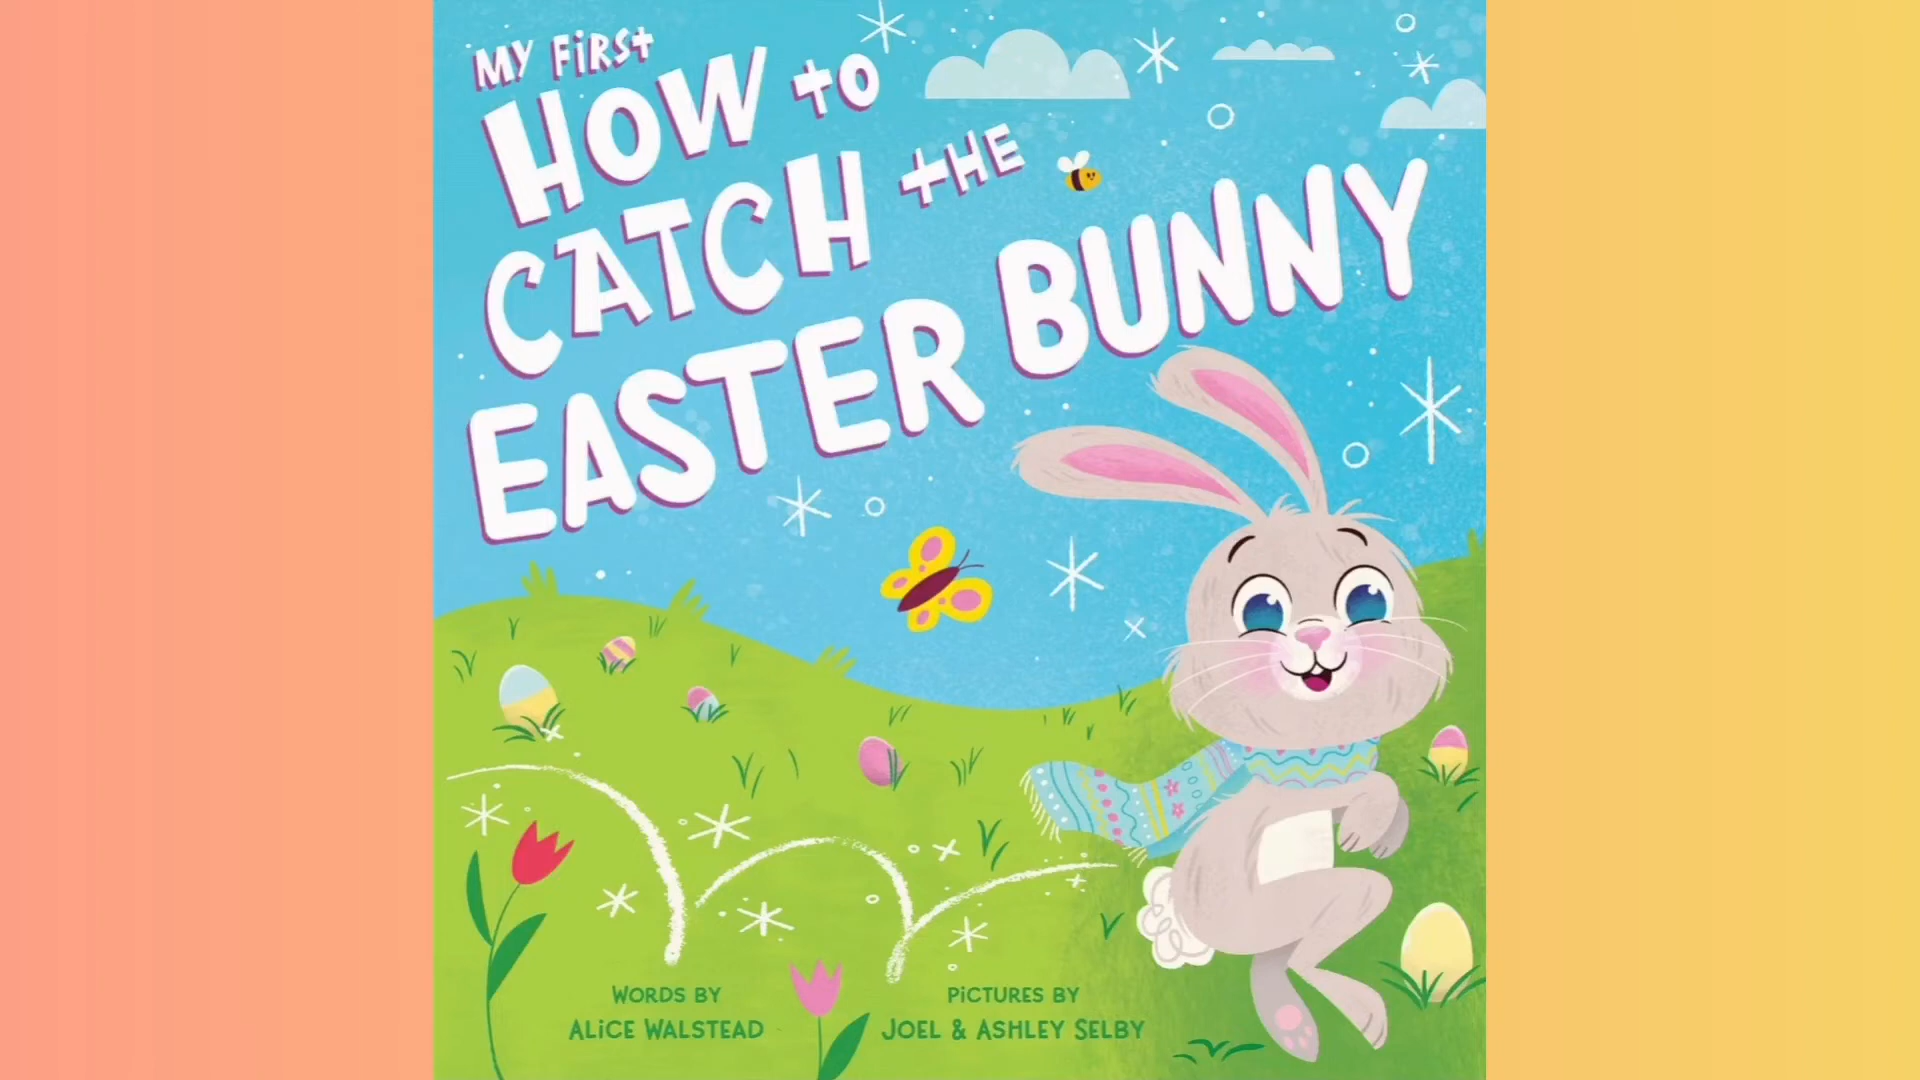 MY FiRSt
HOW to
CATCH tHE
EASTER BUNNY
WORDS BY
ALiCE WALSTEAD
PiCTURES BY
JOEL & ASHLEY SELBY